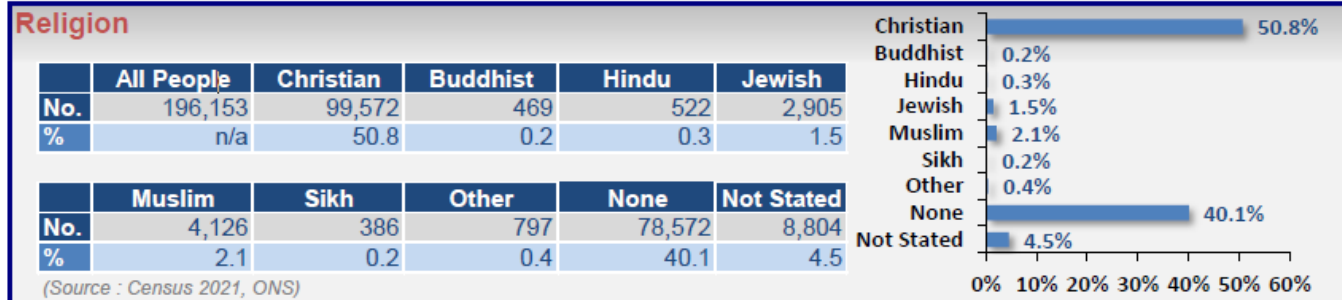 Religion
All People Christian Buddhist Hindu Jewish
No. 196,153 99,572 469 522 2,905
% n/a 50.8 0.2 0.3 1.5
Muslim Sikh Other None Not Stated
No. 4,126 386 797 78,572 8,804
% 2.1 0.2 0.4 40.1 4.5
(Source : Census 2021, ONS)
Christian 50.8%
Buddhist 0.2%
Hindu 0.3%
Jewish 1.5%
Muslim 2.1%
Sikh 0.2%
Other 0.4%
None 40.1%
Not Stated 4.5%
0% 10% 20% 30% 40% 50% 60%